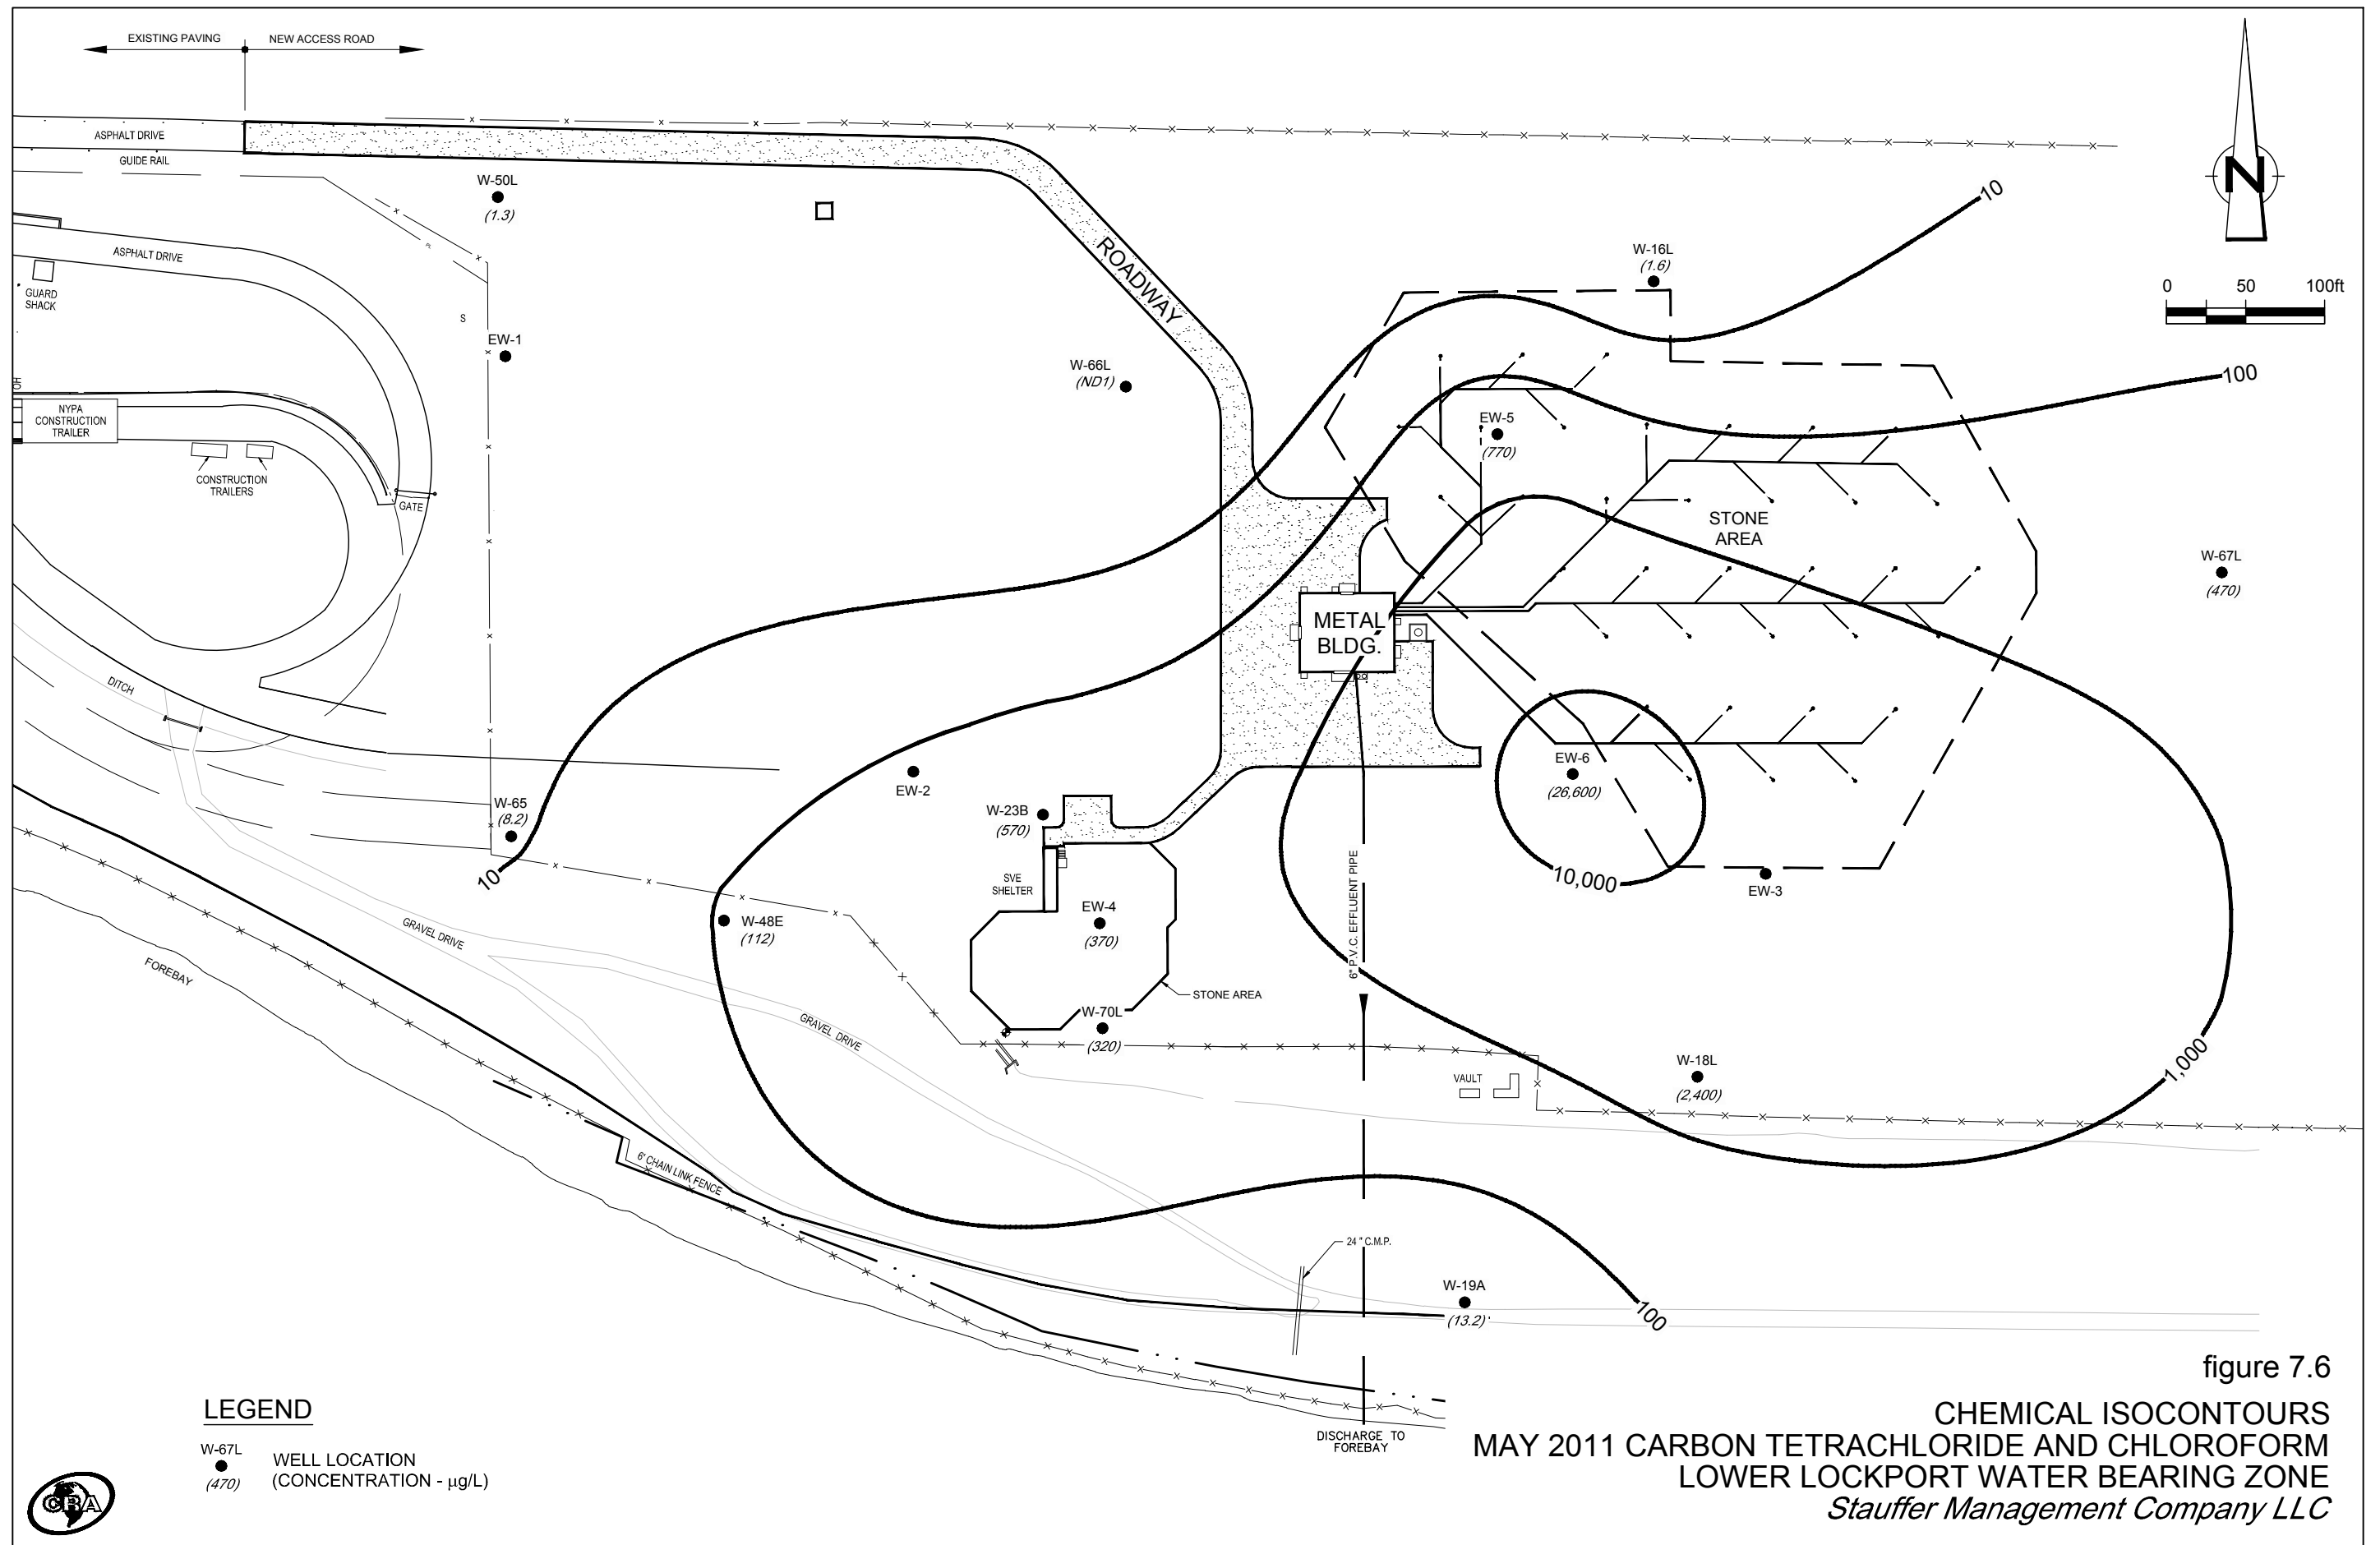 EXISTING PAVING
NEW ACCESS ROAD
ASPHALT DRIVE
GUIDE RAIL
W-50L
(1.3)
ASPHALT DRIVE
GUARD
SHACK
S
EW-1
OH
NYPA
CONSTRUCTION
TRAILER
CONSTRUCTION
TRAILERS
GATE
ROADWAY
W-66L
(ND1)
W-16L
(1.6)
10
N
0 50 100ft
100
EW-5
(770)
STONE
AREA
W-67L
(470)
METAL
BLDG.
DITCH
W-65
(8.2)
10
EW-2
W-23B
(570)
EW-6
(26,600)
10,000
EW-3
SVE
SHELTER
EW-4
(370)
6" P.V.C. EFFLUENT PIPE
W-48E
(112)
GRAVEL DRIVE
FOREBAY
STONE AREA
W-70L
(320)
GRAVEL DRIVE
VAULT
W-18L
(2,400)
1,000
6' CHAIN LINK FENCE
24 " C.M.P.
W-19A
(13.2)
100
DISCHARGE TO
FOREBAY
LEGEND
W-67L
(470)
WELL LOCATION
(CONCENTRATION - µg/L)
CRA
figure 7.6
CHEMICAL ISOCONTOURS
MAY 2011 CARBON TETRACHLORIDE AND CHLOROFORM
LOWER LOCKPORT WATER BEARING ZONE
Stauffer Management Company LLC